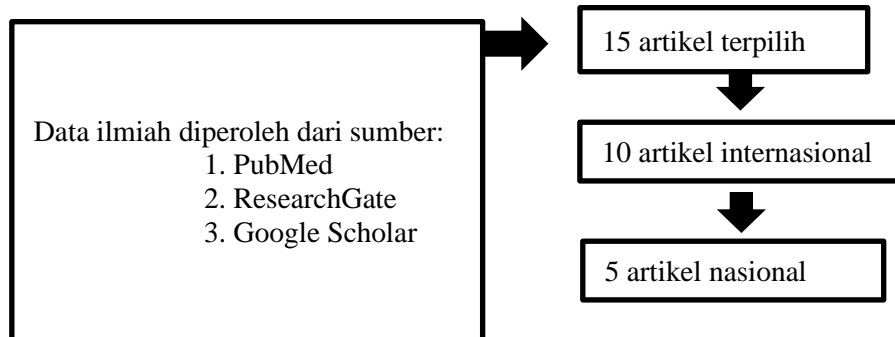 Data ilmiah diperoleh dari sumber:
1. PubMed
2. ResearchGate
3. Google Scholar
15 artikel terpilih
10 artikel internasional
5 artikel nasional